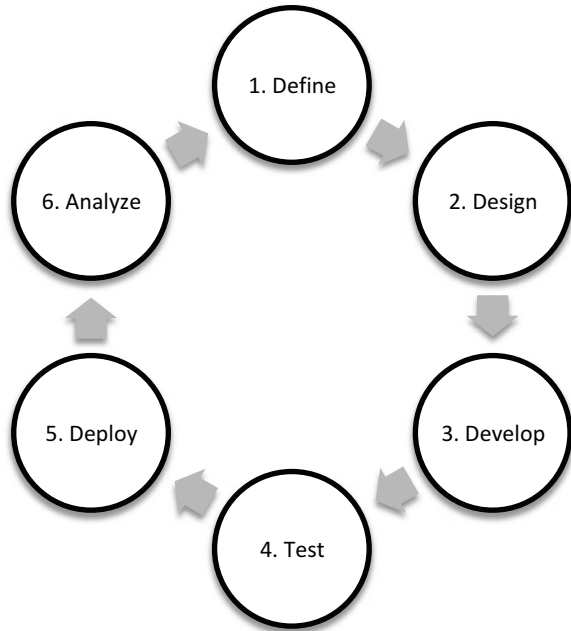 1. Define
2. Design
3. Develop
4. Test
5. Deploy
6. Analyze